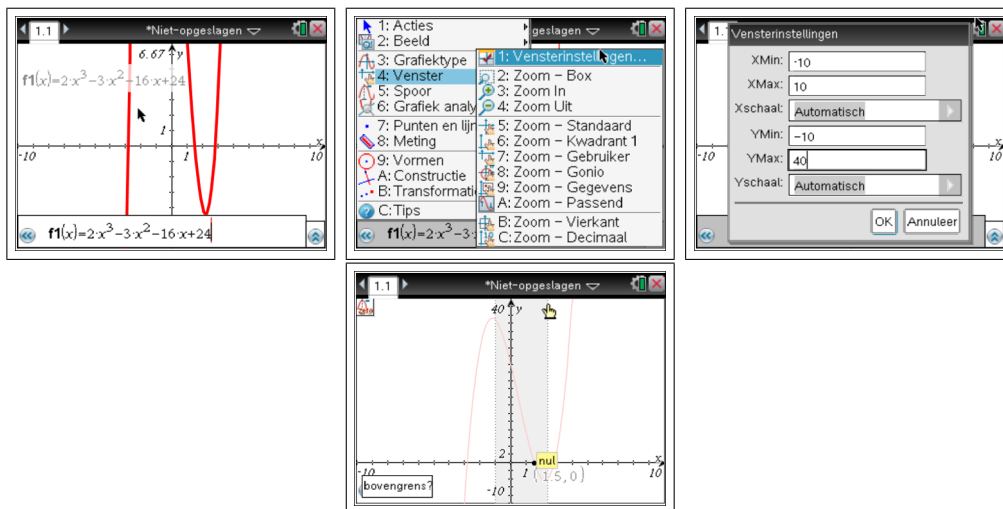 1.1 *Niet-opgeslagen
6.67 y
f1(x)=2·x³−3·x²−16·x+24
1
x
-10 1 10
f1(x)=2·x³−3·x²−16·x+24
1: Acties
2: Beeld
3: Grafiektype
4: Venster
5: Spoor
6: Grafiek analy
7: Punten en lijn
8: Meting
9: Vormen
A: Constructie
B: Transformati
C:Tips
geslagen
1: Vensterinstellingen...
2: Zoom – Box
3: Zoom In
4: Zoom Uit
5: Zoom – Standaard
6: Zoom – Kwadrant 1
7: Zoom – Gebruiker
8: Zoom – Gonio
9: Zoom – Gegevens
A: Zoom – Passend
B: Zoom – Vierkant
C: Zoom – Decimaal
f1(x)=2·x³−3·
1.1
Vensterinstellingen
XMin: -10
XMax: 10
Xschaal: Automatisch
YMin: −10
YMax: 40
Yschaal: Automatisch
OK Annuleer
-10 10
1.1 *Niet-opgeslagen
40 y
2
nul
x
-10 1 (1.5,0) 10
bovengrens?
-10